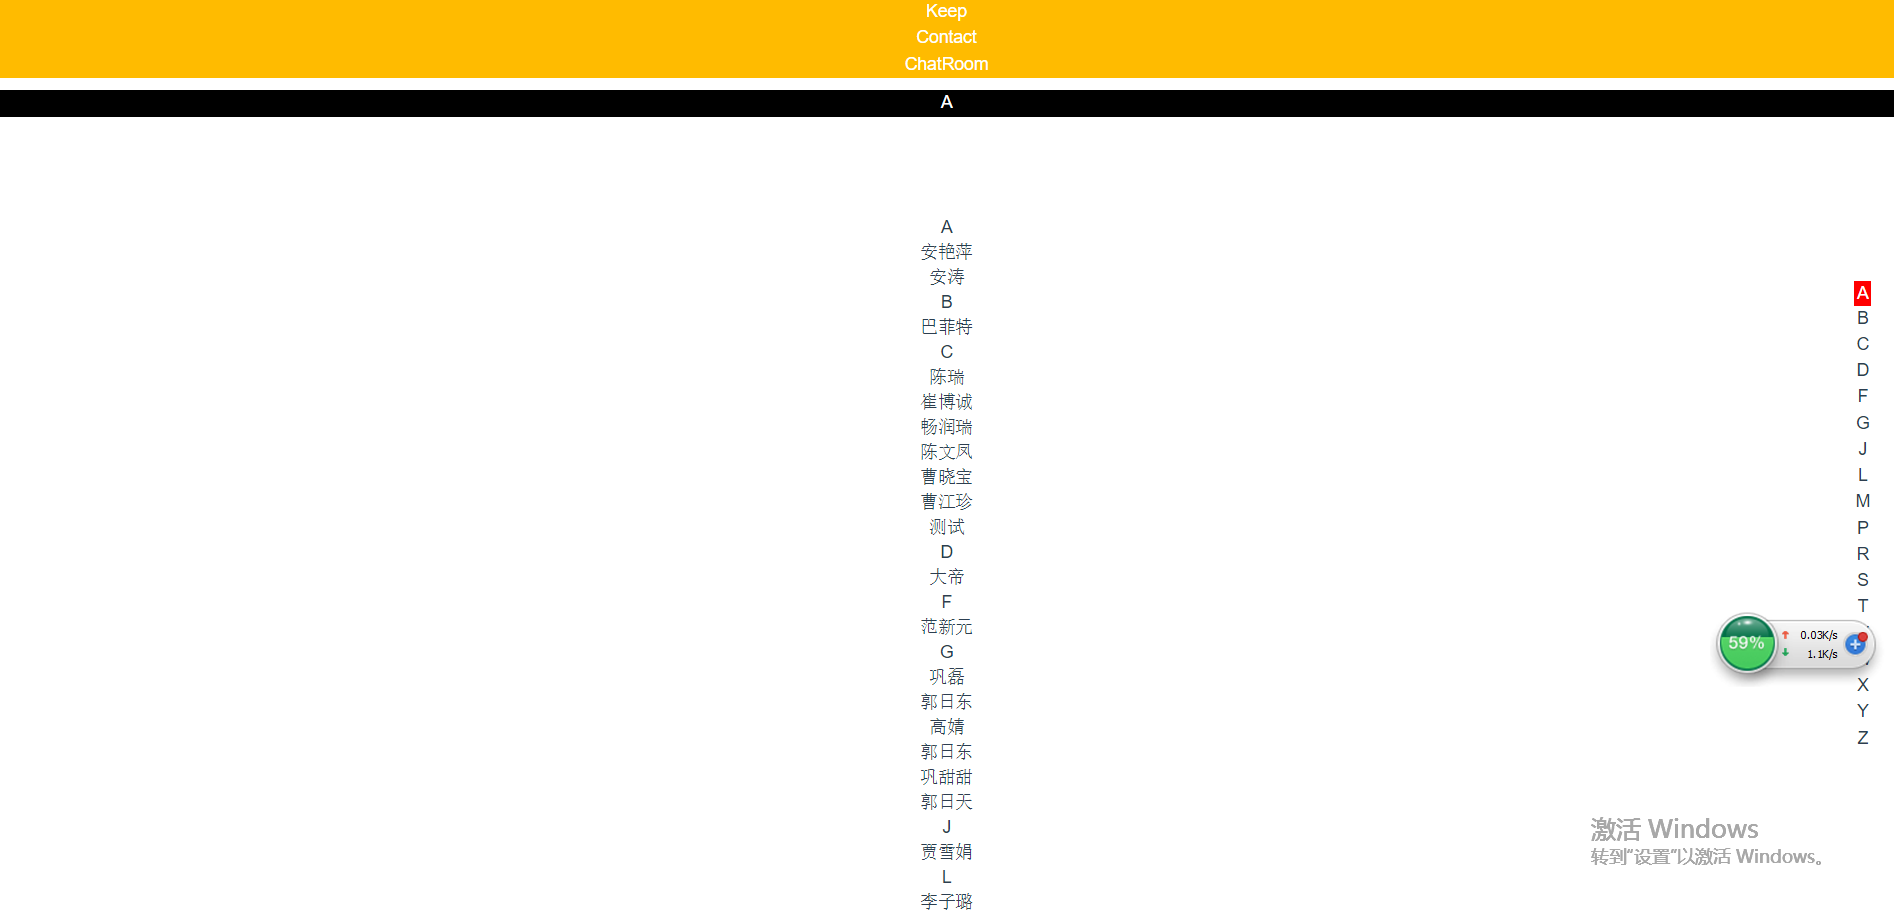 Keep
Contact
ChatRoom
A
A
安艳萍
安涛
B
巴菲特
C
陈瑞
崔博诚
畅润瑞
陈文凤
曹晓宝
曹江珍
测试
D
大帝
F
范新元
G
巩磊
郭日东
高婧
郭日东
巩甜甜
郭日天
J
贾雪娟
L
李子璐
A
B
C
D
F
G
J
L
M
P
R
S
T
X
Y
Z
59%
0.03K/s
1.1K/s
激活 Windows
转到“设置”以激活 Windows。